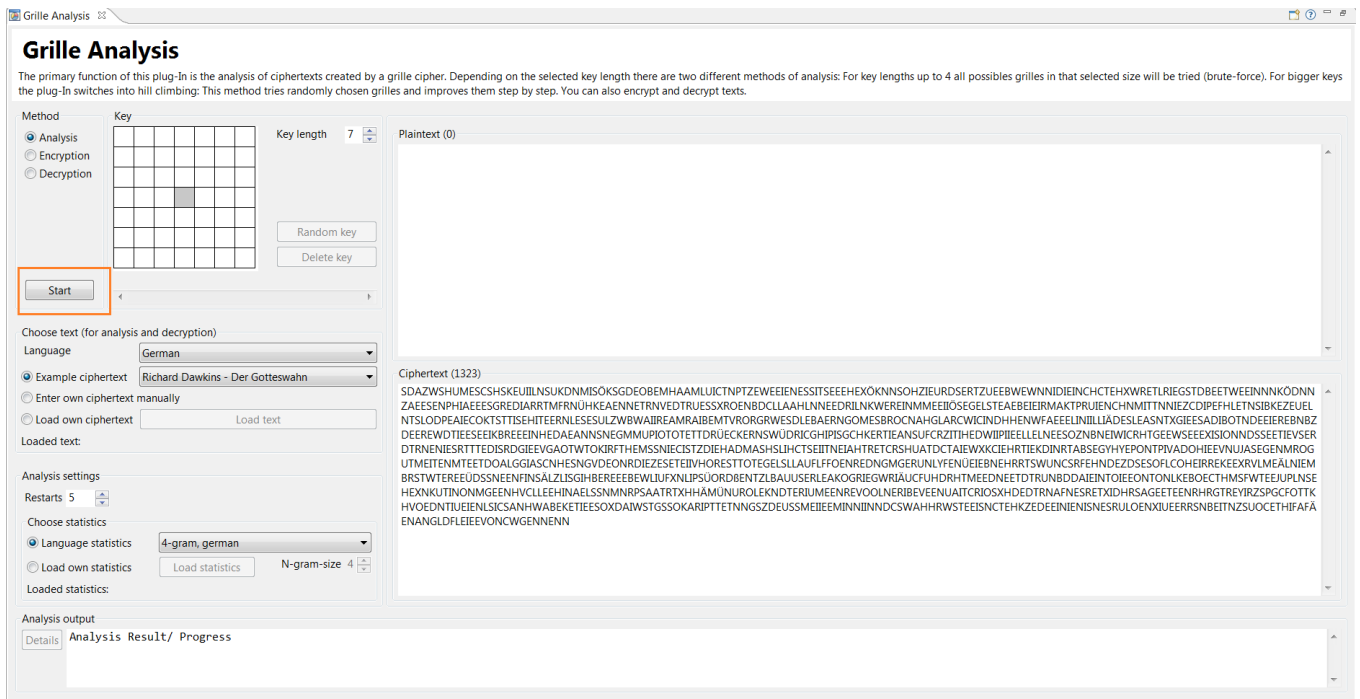 Grille Analysis
Grille Analysis
The primary function of this plug-In is the analysis of ciphertexts created by a grille cipher. Depending on the selected key length there are two different methods of analysis: For key lengths up to 4 all possibles grilles in that selected size will be tried (brute-force). For bigger keys
the plug-In switches into hill climbing: This method tries randomly chosen grilles and improves them step by step. You can also encrypt and decrypt texts.
Method
Analysis
Encryption
Decryption
Start
Key
Key length 7
Random key
Delete key
Choose text (for analysis and decryption)
Language German
Example ciphertext Richard Dawkins - Der Gotteswahn
Enter own ciphertext manually
Load own ciphertext Load text
Loaded text:
Analysis settings
Restarts 5
Choose statistics
Language statistics 4-gram, german
Load own statistics Load statistics N-gram-size 4
Loaded statistics:
Plaintext (0)
Ciphertext (1323)
SDAZWSHUMESCSHSKEUIILNSUKDNMISÖKSGDEOBEMHAAMLUICTNPTZEWEEIENESSITSEEEHEXÖKNNSOHZIEURDSERTZUEEBWEWNNIDIEINCHCTEHXWRETLRIEGSTDBEETWEEINNNKÖDNN
ZAEESENPHIAEEESGREDIARRTMFRNÜHKEAENNETRNVEDTRUESSXROENBDCLLAAHLNNEEDRILNKWEREINMMEEIIÖSEGELSTEAEBEIEIRMAKTPRUIENCHNMITTNNIEZCDIPEFHLETNSIBKEZEUEL
NTSLODPEAIECOKTSTTISEHITEERNLESESULZWBWAIIREAMRAIBEMTVRORGRWESDLEBAERNGOMESBROCNAHGLARCWICINDHHENWFAEEELINIILLIÄDESLEASNTXGIEESADIBOTNDEEIEREBNBZ
DEEREWDTIEESEEIKBREEEINHEDAEANNSNEGMMUPIOTOTETTDRÜECKERNSWÜDRICGHIPISGCHKERTIEANSUFCRZITIHEDWIIPIIEELLELNEESOZNBNEIWICRHTGEEWSEEEXISIONNDSSEETIEVSER
DTRNENIESRTTTEDISRDGIEEVGAOTWTOKIRFTHEMSSNIECISTZDIEHADMASHSLIHCTSEIITNEIAHTRETCRSHUATDCTAIEWXKCIEHRTIEKDINRTABSEGYHYEPONTPIVADOHIEEVNUJASEGENMROG
UTMEITENMTEETDOALGGIASCNHESNGVDEONRDIEZESETEIIVHORESTTOTEGELSLLAUFLFFOENREDNGMGERUNLYFENÜEIEBNEHRRTSWUNCSRFEHNDEZDSESOFLCOHEIRREKEEXRVLMEÄLNIEM
BRSTWTEREEÜDSSNEENFINSÄLZLISGIHBEREEEBEWLIUFXNLIPSÜORDßENTZLBAUUSERLEAKOGRIEGWRIÄUCFUHDRHTMEEDNEETDTRUNBDDAIEINTOIEEONTONLKEBOECTHMSFWTEEJUPLNSE
HEXNKUTINONMGEENHVCLLEEHINAELSSNMNRPSAATRTXHHÄMÜNUROLEKNDTERIUMEENREVOOLNERIBEVEENUAITCRIOSXHDEDTRNAFNESRETXIDHRSAGEETEENRHRGTREYIRZSPGCFOTTK
HVOEDNTIUEIENLSICSANHWABEKETIEESOXDAIWSTGSSOKARIPTTETNNGSZDEUSSMEIIEEMINNIINNDCSWAHHRWSTEEISNCTEHKZEDEEINIENISNESRULOENXIUEERRSNBEITNZSUOCETHIFAFÄ
ENANGLDFLEIEEVONCWGENNENN
Analysis output
Details Analysis Result/ Progress